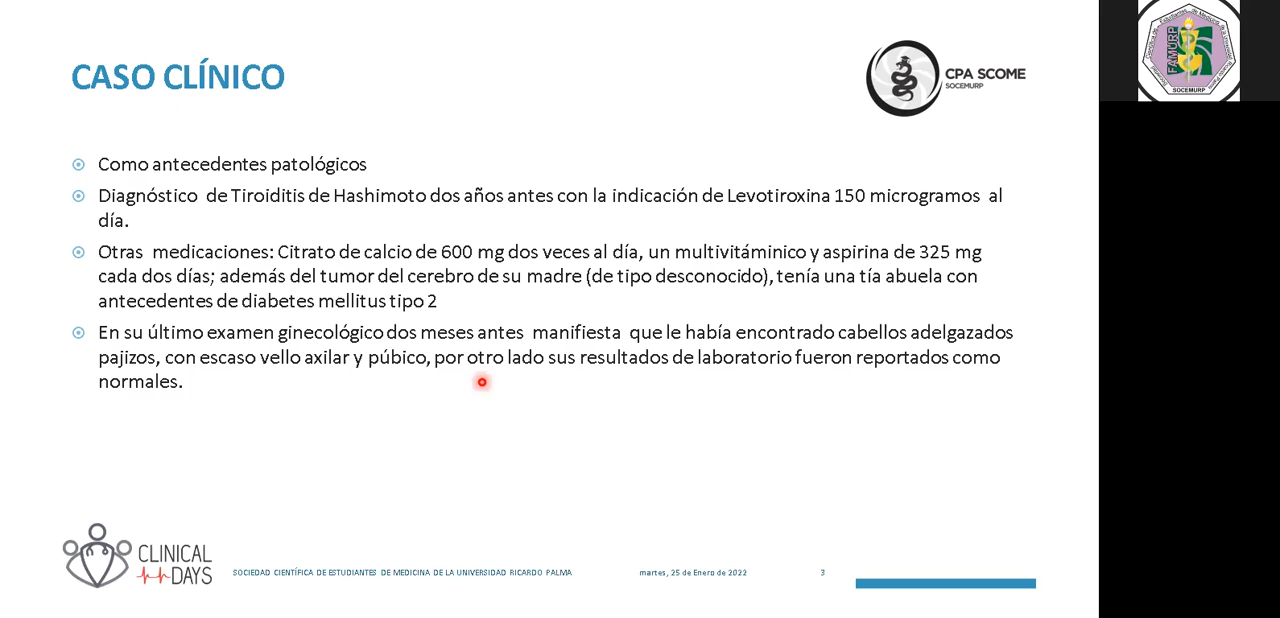 CASO CLÍNICO
CPA SCOME
SOCEMURP
Como antecedentes patológicos
Diagnóstico de Tiroiditis de Hashimoto dos años antes con la indicación de Levotiroxina 150 microgramos al
día.
Otras medicaciones: Citrato de calcio de 600 mg dos veces al día, un multivitáminico y aspirina de 325 mg
cada dos días; además del tumor del cerebro de su madre (de tipo desconocido), tenía una tía abuela con
antecedentes de diabetes mellitus tipo 2
En su último examen ginecológico dos meses antes manifiesta que le había encontrado cabellos adelgazados
pajizos, con escaso vello axilar y púbico, por otro lado sus resultados de laboratorio fueron reportados como
normales.
CLINICAL
DAYS
SOCIEDAD CIENTÍFICA DE ESTUDIANTES DE MEDICINA DE LA UNIVERSIDAD RICARDO PALMA
martes, 25 de Enero de 2022
3
FAMURP
SOCEMURP